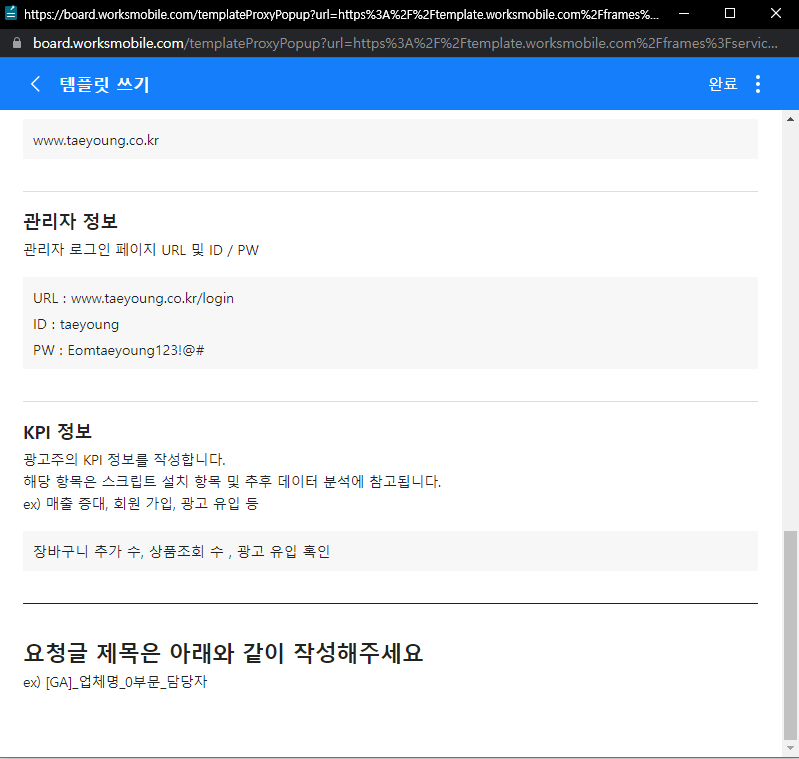 https://board.worksmobile.com/templateProxyPopup?url=https%3A%2F%2Ftemplate.worksmobile.com%2Fframes%...
board.worksmobile.com/templateProxyPopup?url=https%3A%2F%2Ftemplate.worksmobile.com%2Fframes%3Fservic...
템플릿 쓰기
완료
www.taeyoung.co.kr
관리자 정보
관리자 로그인 페이지 URL 및 ID / PW
URL : www.taeyoung.co.kr/login
ID : taeyoung
PW : Eomtaeyoung123!@#
KPI 정보
광고주의 KPI 정보를 작성합니다.
해당 항목은 스크립트 설치 항목 및 추후 데이터 분석에 참고됩니다.
ex) 매출 증대, 회원 가입, 광고 유입 등
장바구니 추가 수, 상품조회 수 , 광고 유입 혹인
요청글 제목은 아래와 같이 작성해주세요
ex) [GA]_업체명_0부문_담당자